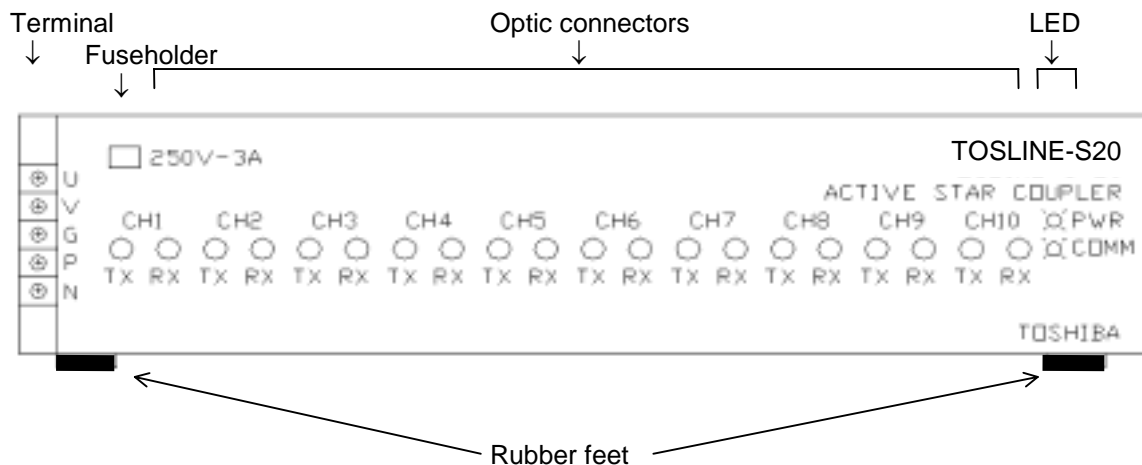 Terminal Optic connectors LED
Fuseholder
250V-3A TOSLINE-S20
U
ACTIVE STAR COUPLER
V
CH1 CH2 CH3 CH4 CH5 CH6 CH7 CH8 CH9 CH10 PWR
G
COMM
P
TX RX TX RX TX RX TX RX TX RX TX RX TX RX TX RX TX RX TX RX
N
TOSHIBA
Rubber feet